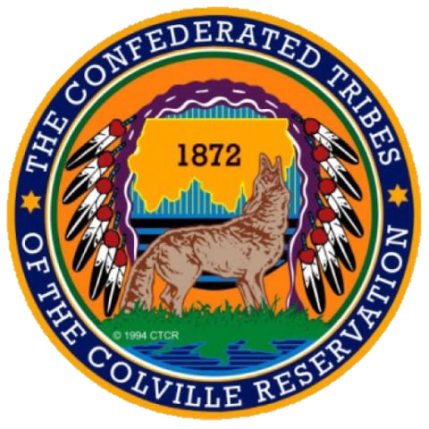 THE CONFEDERATED TRIBES
1872
© 1994 CTCR
OF THE COLVILLE RESERVATION